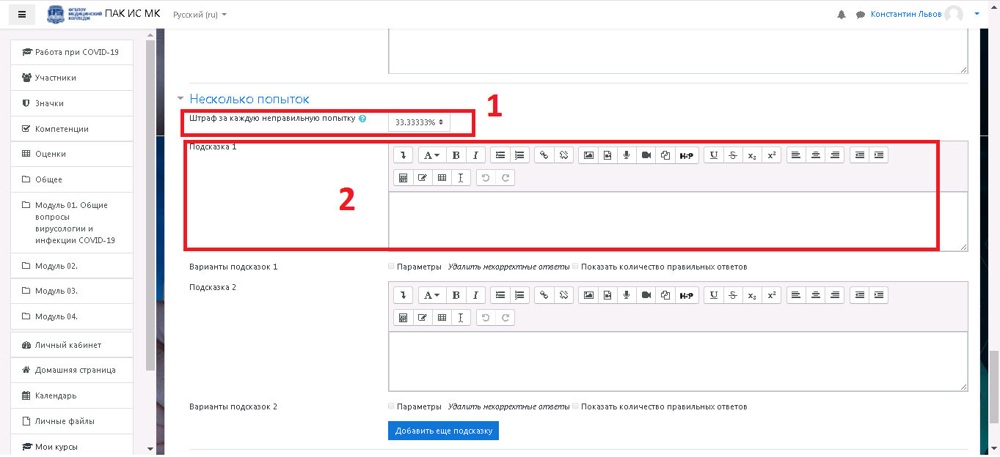 ФГБПОУ
МЕДИЦИНСКИЙ
КОЛЛЕДЖ
ПАК ИС МК
Русский (ru)
Константин Львов
Работа при COVID-19
Участники
Значки
Компетенции
Оценки
Общее
Модуль 01. Общие
вопросы
вирусологии и
инфекции COVID-19
Модуль 02.
Модуль 03.
Модуль 04.
Личный кабинет
Домашняя страница
Календарь
Личные файлы
Мои курсы
Несколько попыток
1
Штраф за каждую неправильную попытку
33.33333%
Подсказка 1
A B I H-P U S x₂ x²
2
Варианты подсказок 1
Параметры Удалить некорректные ответы Показать количество правильных ответов
Подсказка 2
A B I H-P U S x₂ x²
Варианты подсказок 2
Параметры Удалить некорректные ответы Показать количество правильных ответов
Добавить еще подсказку